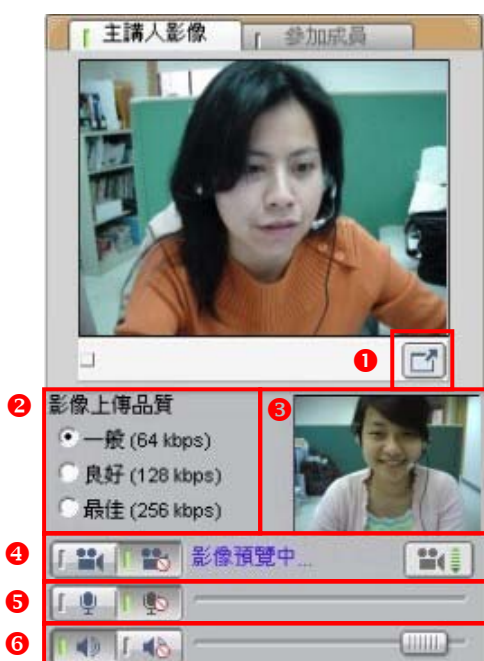 主講人影像 參加成員
❶
❷ 影像上傳品質 ❸
一般 (64 kbps)
良好 (128 kbps)
最佳 (256 kbps)
❹ 影像預覽中...
❺
❻